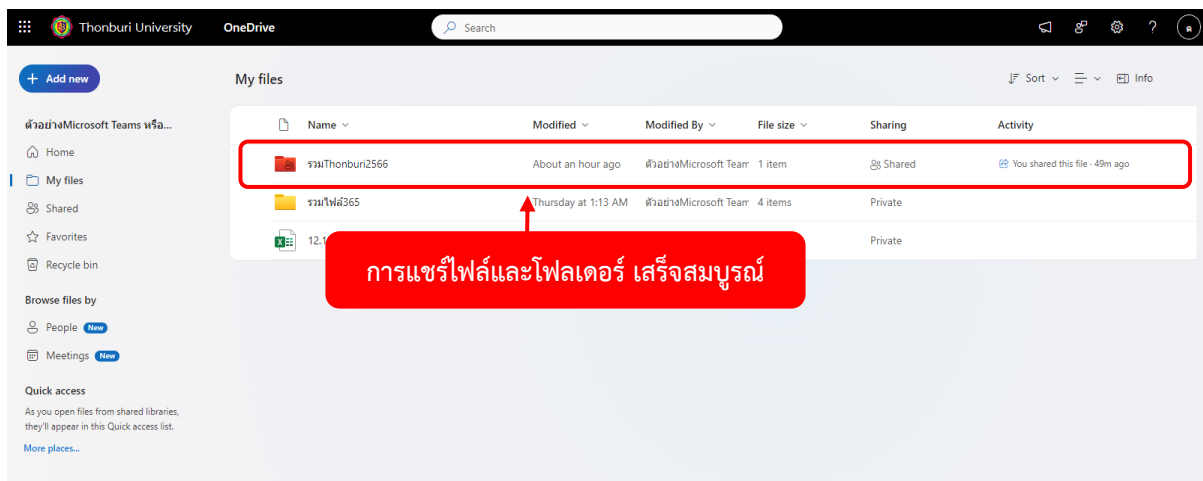 Thonburi University OneDrive Search ?
+ Add new
My files
Sort Info
ตัวอย่างMicrosoft Teams หรือ...
Home
My files
Shared
Favorites
Recycle bin
Browse files by
People New
Meetings New
Quick access
As you open files from shared libraries,
they'll appear in this Quick access list.
More places...
Name Modified Modified By File size Sharing Activity
รวมThonburi2566 About an hour ago ตัวอย่างMicrosoft Team 1 item Shared You shared this file - 49m ago
รวมไฟล์365 Thursday at 1:13 AM ตัวอย่างMicrosoft Team 4 items Private
12.1 Private
การแชร์ไฟล์และโฟลเดอร์ เสร็จสมบูรณ์